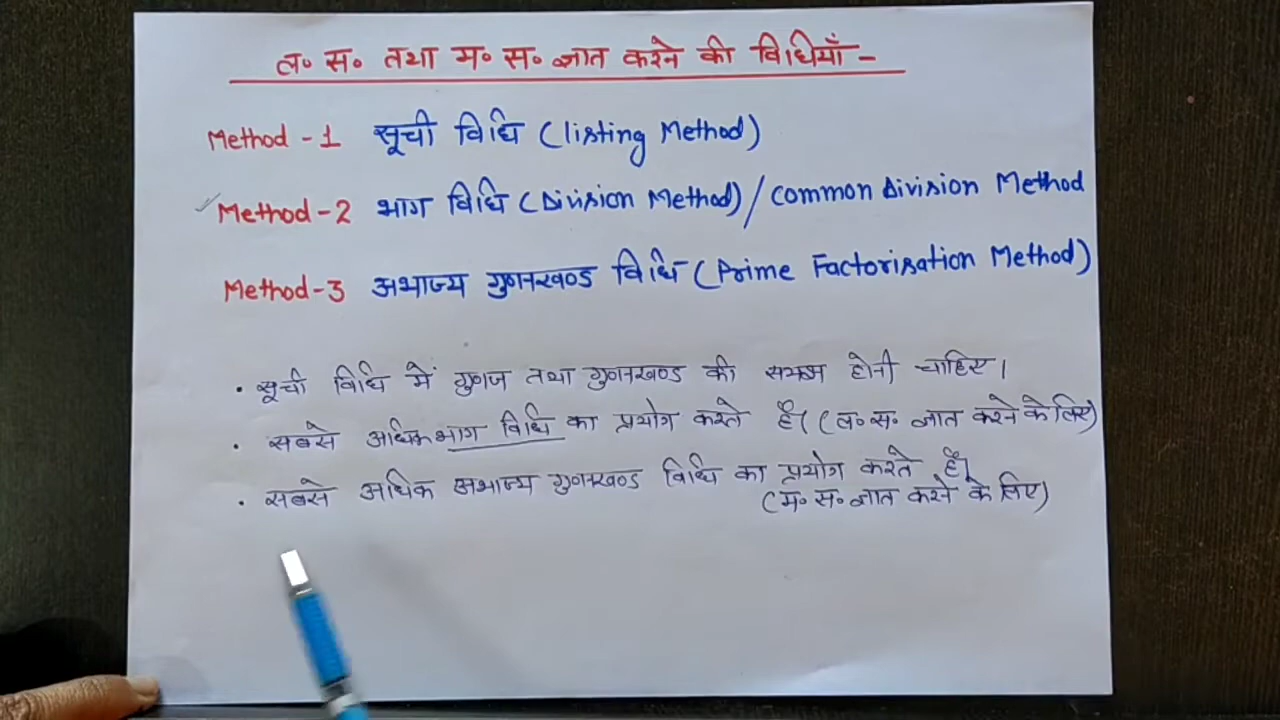 ल॰ स॰ तथा म॰ स॰ ज्ञात करने की विधियाँ -
Method - 1 सूची विधि (listing Method)
Method - 2 भाग विधि (Division Method) / Common Division Method
Method - 3 अभाज्य गुणनखण्ड विधि (Prime Factorisation Method)
• सूची विधि में गुणज तथा गुणनखण्ड की समझ होनी चाहिए।
• सबसे अधिक भाग विधि का प्रयोग करते हैं। (ल॰ स॰ ज्ञात करने के लिए)
• सबसे अधिक अभाज्य गुणनखण्ड विधि का प्रयोग करते हैं।
(म॰ स॰ ज्ञात करने के लिए)